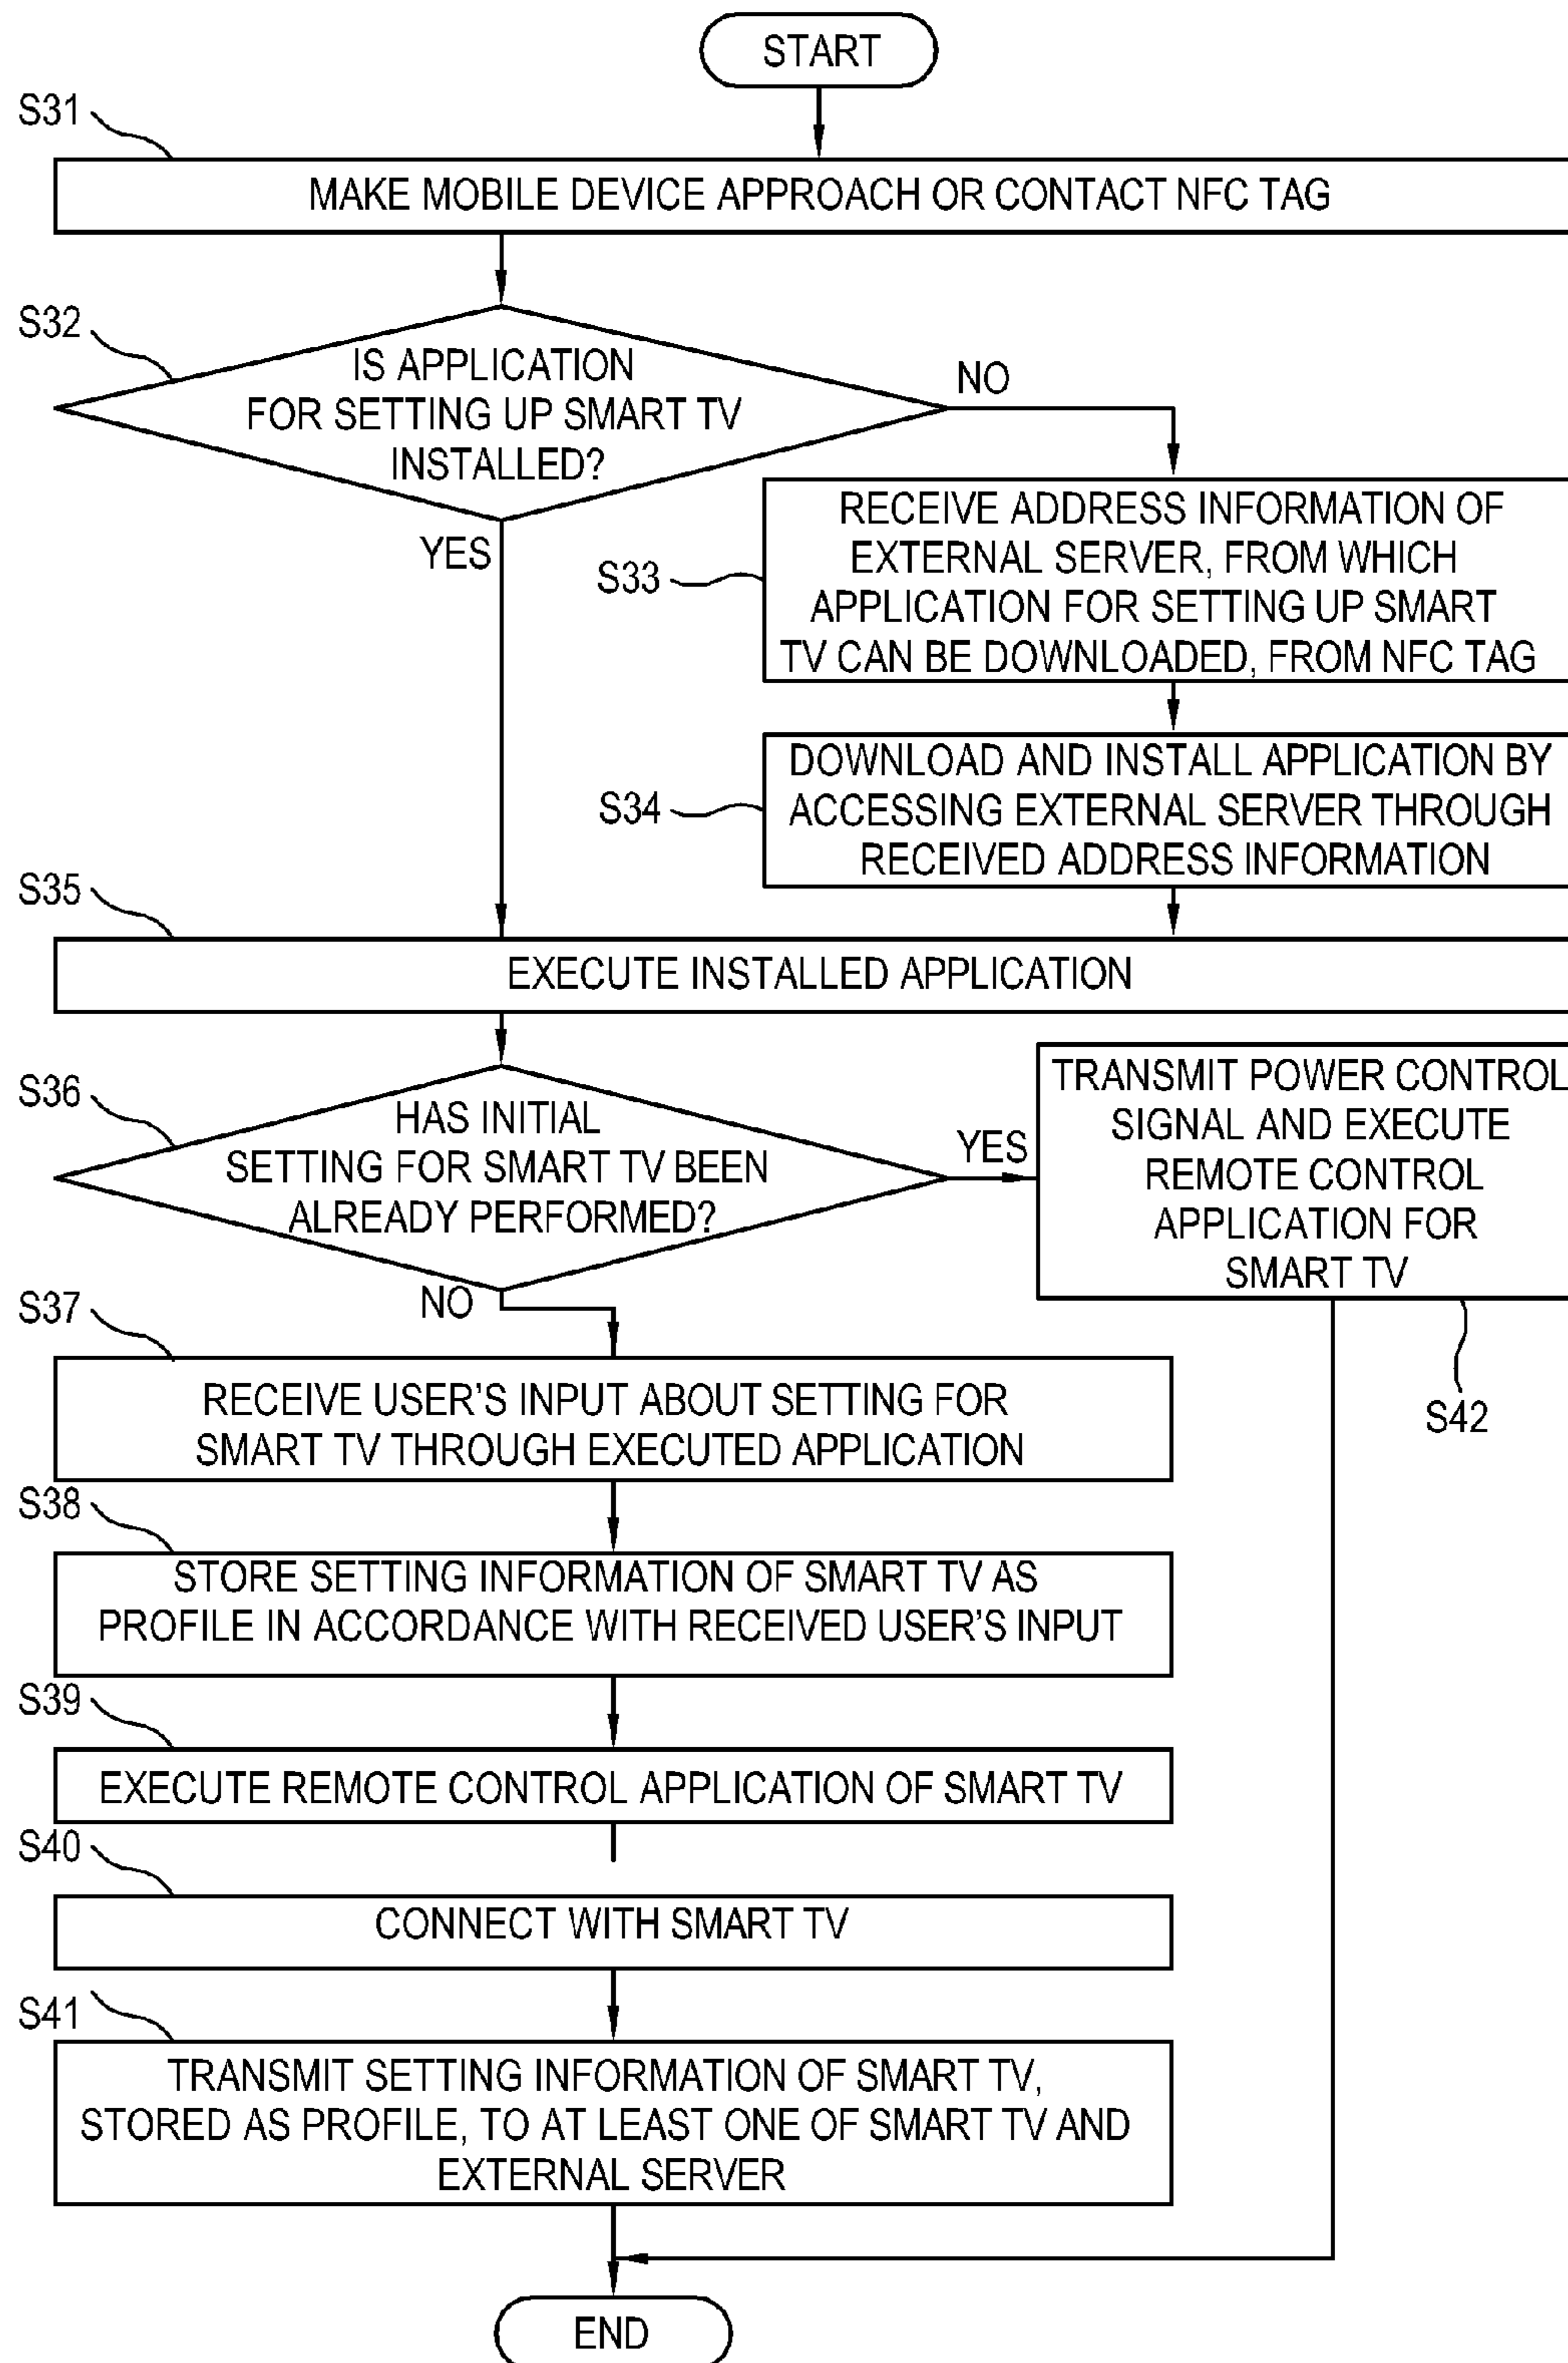 START
S31
MAKE MOBILE DEVICE APPROACH OR CONTACT NFC TAG
S32
IS APPLICATION
FOR SETTING UP SMART TV
INSTALLED?
NO
YES
S33
RECEIVE ADDRESS INFORMATION OF
EXTERNAL SERVER, FROM WHICH
APPLICATION FOR SETTING UP SMART
TV CAN BE DOWNLOADED, FROM NFC TAG
S34
DOWNLOAD AND INSTALL APPLICATION BY
ACCESSING EXTERNAL SERVER THROUGH
RECEIVED ADDRESS INFORMATION
S35
EXECUTE INSTALLED APPLICATION
S36
HAS INITIAL
SETTING FOR SMART TV BEEN
ALREADY PERFORMED?
YES
TRANSMIT POWER CONTROL
SIGNAL AND EXECUTE
REMOTE CONTROL
APPLICATION FOR
SMART TV
S42
NO
S37
RECEIVE USER'S INPUT ABOUT SETTING FOR
SMART TV THROUGH EXECUTED APPLICATION
S38
STORE SETTING INFORMATION OF SMART TV AS
PROFILE IN ACCORDANCE WITH RECEIVED USER'S INPUT
S39
EXECUTE REMOTE CONTROL APPLICATION OF SMART TV
S40
CONNECT WITH SMART TV
S41
TRANSMIT SETTING INFORMATION OF SMART TV,
STORED AS PROFILE, TO AT LEAST ONE OF SMART TV AND
EXTERNAL SERVER
END